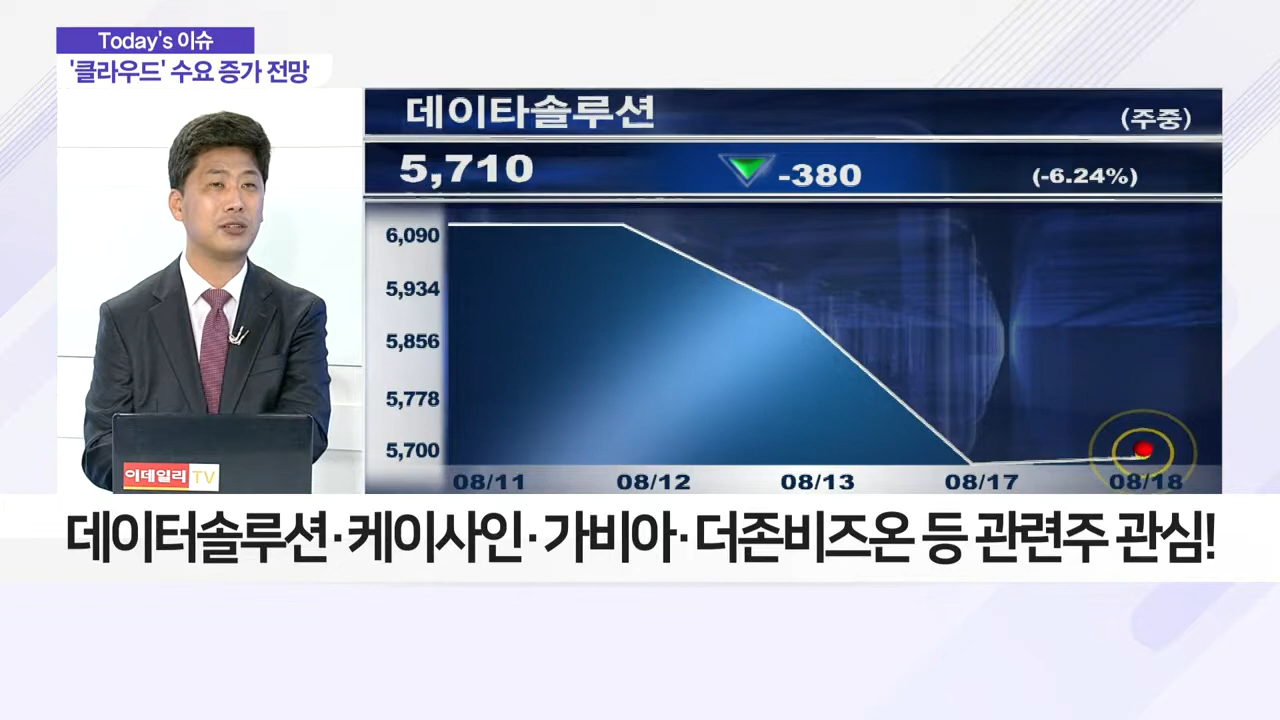 Today's 이슈
'클라우드' 수요 증가 전망
데이타솔루션
(주중)
5,710
-380
(-6.24%)
6,090
5,934
5,856
5,778
5,700
08/11
08/12
08/13
08/17
08/18
이데일리TV
데이터솔루션·케이사인·가비아·더존비즈온 등 관련주 관심!